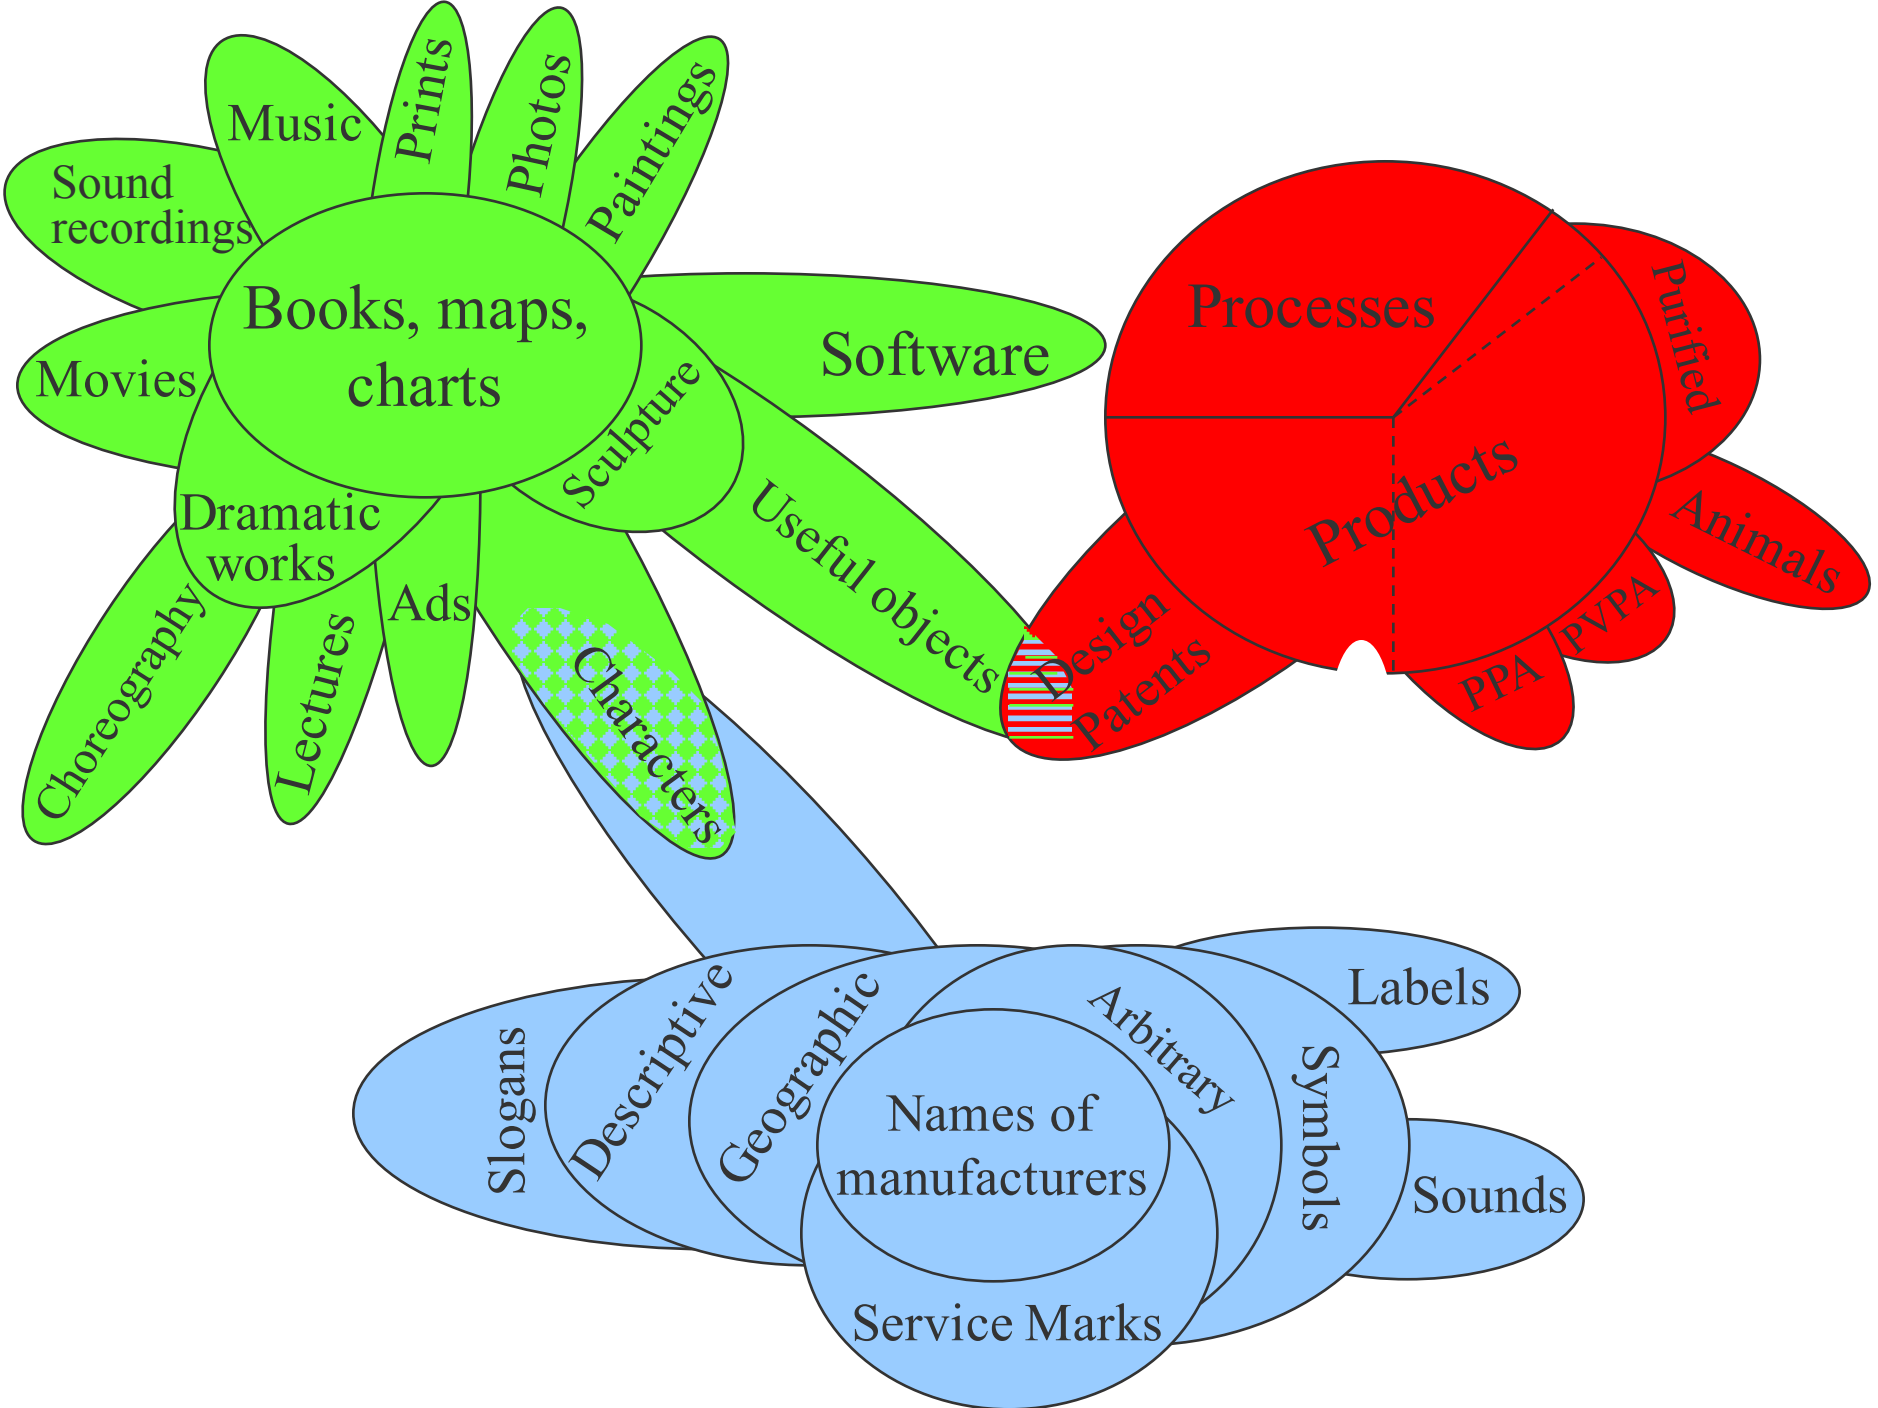 Prints
Photos
Paintings
Music
Sound
recordings
Books, maps,
charts
Movies
Software
Sculpture
Dramatic
works
Useful objects
Choreography
Lectures
Ads
Characters
Processes
Products
Purified
Animals
PVPA
PPA
Design
Patents
Labels
Slogans
Descriptive
Geographic
Arbitrary
Symbols
Names of
manufacturers
Sounds
Service Marks